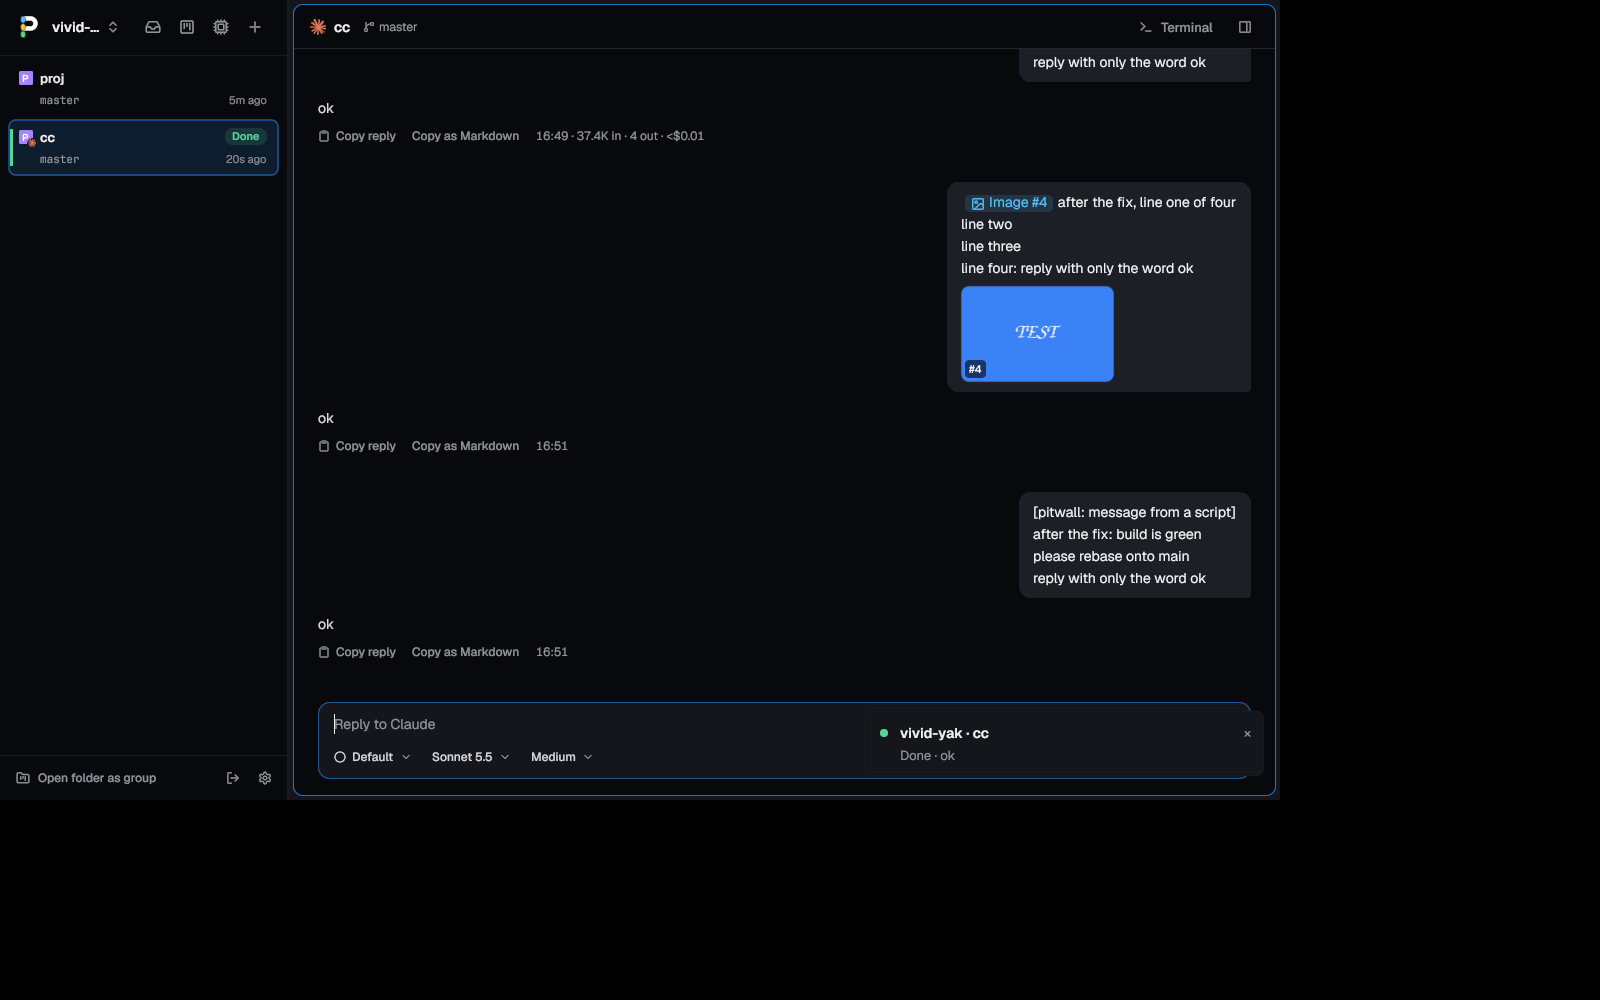 vivid-...
P proj
master 5m ago
P cc Done
master 20s ago
Open folder as group
cc master
Terminal
reply with only the word ok
ok
Copy reply Copy as Markdown 16:49 · 37.4K in · 4 out · <$0.01
Image #4 after the fix, line one of four
line two
line three
line four: reply with only the word ok
TEST
#4
ok
Copy reply Copy as Markdown 16:51
[pitwall: message from a script]
after the fix: build is green
please rebase onto main
reply with only the word ok
ok
Copy reply Copy as Markdown 16:51
Reply to Claude
Default Sonnet 5.5 Medium
vivid-yak · cc
Done · ok